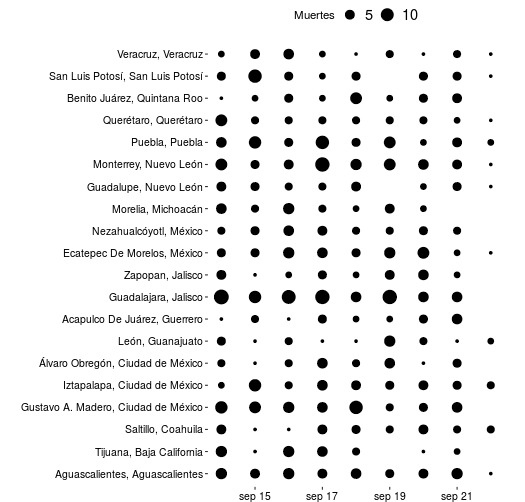 Muertes 5 10
Veracruz, Veracruz
San Luis Potosí, San Luis Potosí
Benito Juárez, Quintana Roo
Querétaro, Querétaro
Puebla, Puebla
Monterrey, Nuevo León
Guadalupe, Nuevo León
Morelia, Michoacán
Nezahualcóyotl, México
Ecatepec De Morelos, México
Zapopan, Jalisco
Guadalajara, Jalisco
Acapulco De Juárez, Guerrero
León, Guanajuato
Álvaro Obregón, Ciudad de México
Iztapalapa, Ciudad de México
Gustavo A. Madero, Ciudad de México
Saltillo, Coahuila
Tijuana, Baja California
Aguascalientes, Aguascalientes
sep 15 sep 17 sep 19 sep 21